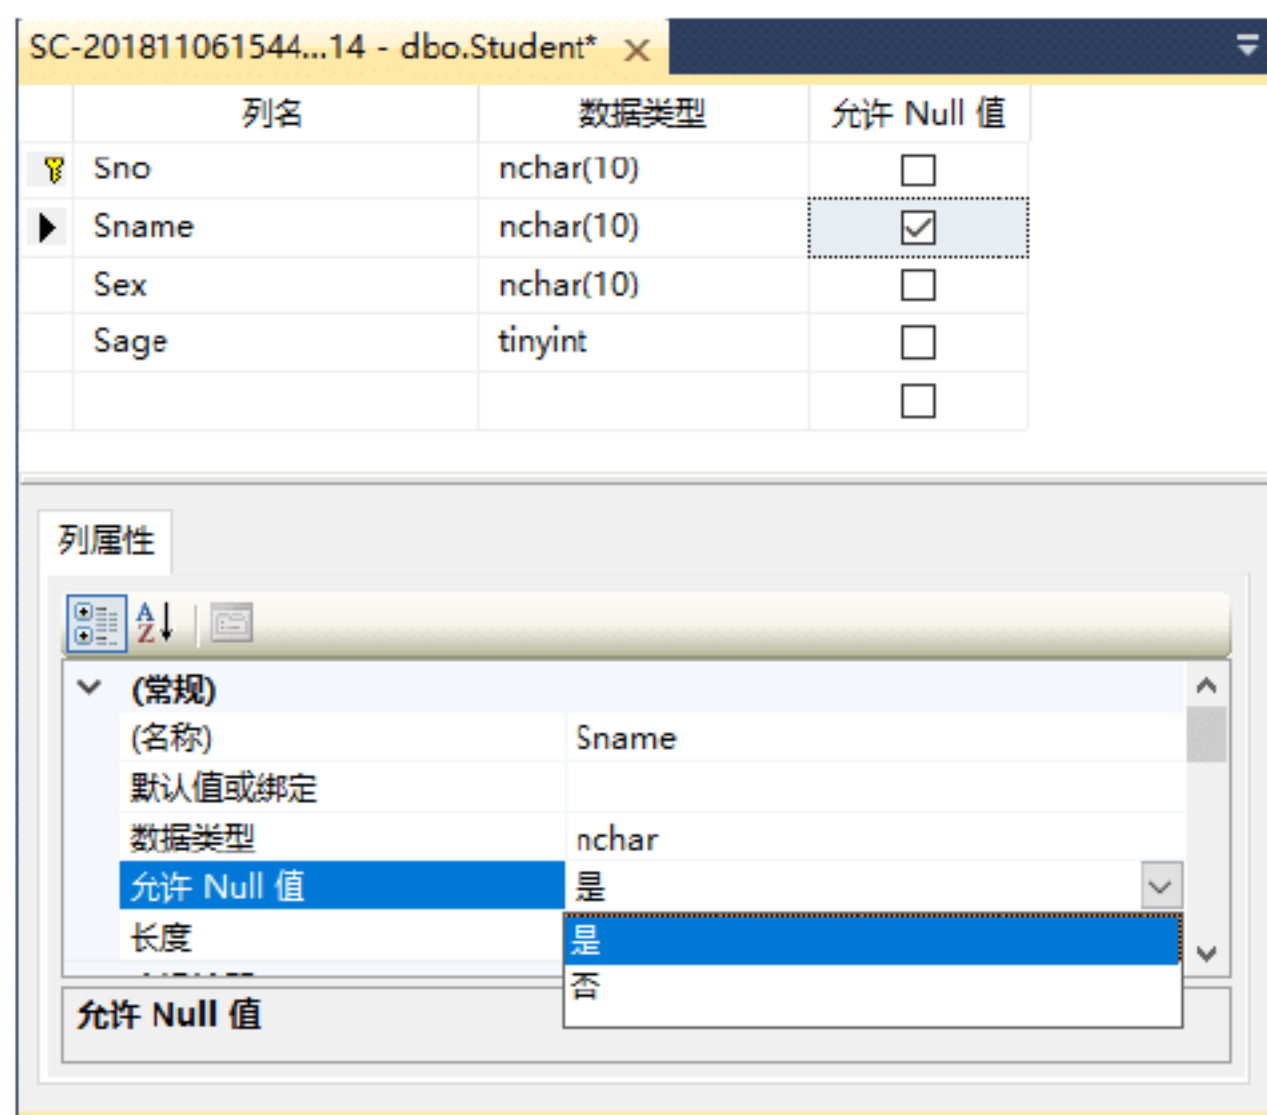 SC-201811061544...14 - dbo.Student*
列名 数据类型 允许 Null 值
Sno nchar(10)
Sname nchar(10)
Sex nchar(10)
Sage tinyint
列属性
(常规)
(名称) Sname
默认值或绑定
数据类型 nchar
允许 Null 值 是
长度 是
否
允许 Null 值